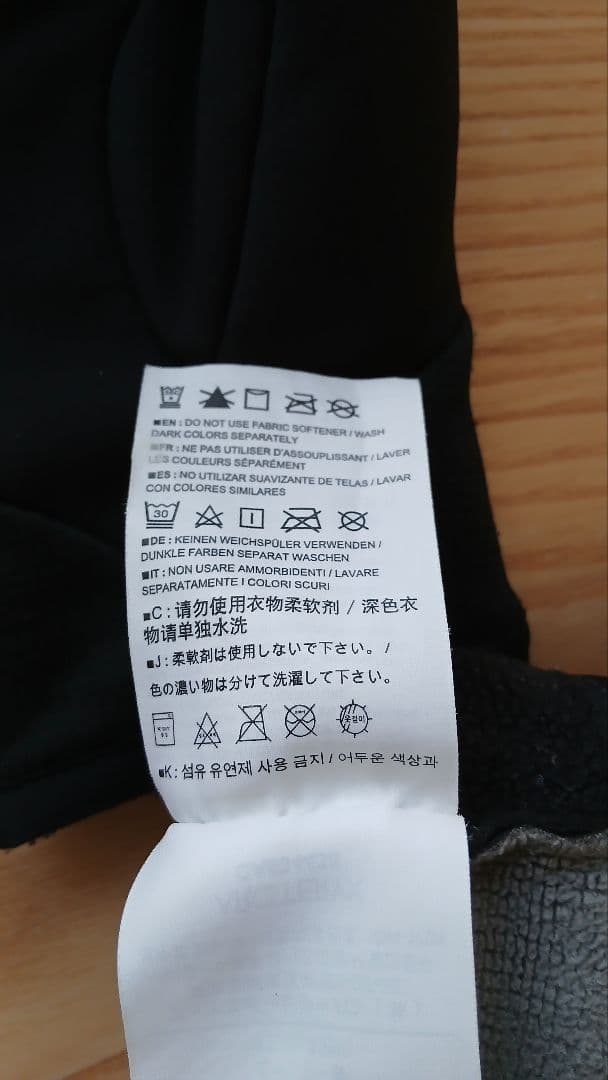 ■EN : DO NOT USE FABRIC SOFTENER / WASH
DARK COLORS SEPARATELY
■FR : NE PAS UTILISER D'ASSOUPLISSANT / LAVER
LES COULEURS SÉPARÉMENT
■ES : NO UTILIZAR SUAVIZANTE DE TELAS / LAVAR
CON COLORES SIMILARES
30
■DE : KEINEN WEICHSPÜLER VERWENDEN /
DUNKLE FARBEN SEPARAT WASCHEN
■IT : NON USARE AMMORBIDENTI / LAVARE
SEPARATAMENTE I COLORI SCURI
■C : 请勿使用衣物柔软剂 / 深色衣
物请单独水洗
■J : 柔軟剤は使用しないで下さい。 /
色の濃い物は分けて洗濯して下さい。
옷걸이
■K : 섬유 유연제 사용 금지 / 어두운 색상과